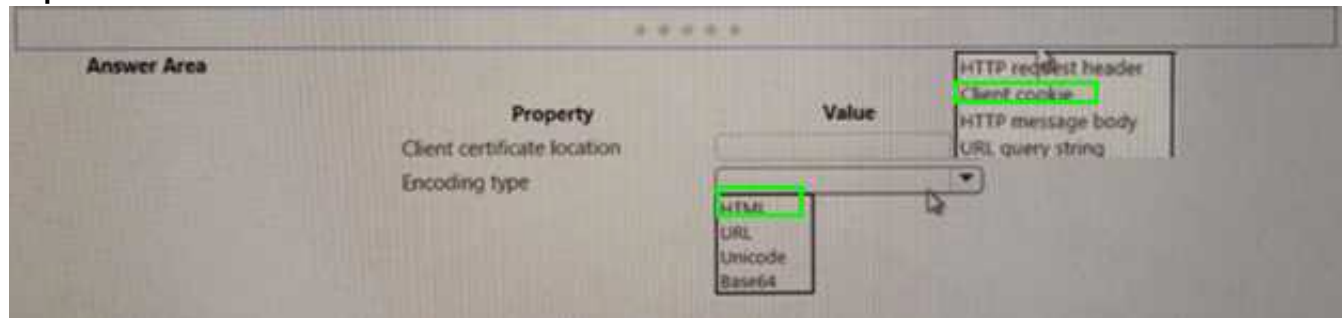 Answer Area
HTTP request header
Client cookie
HTTP message body
URL query string
Property Value
Client certificate location
Encoding type
HTML
URL
Unicode
Base64